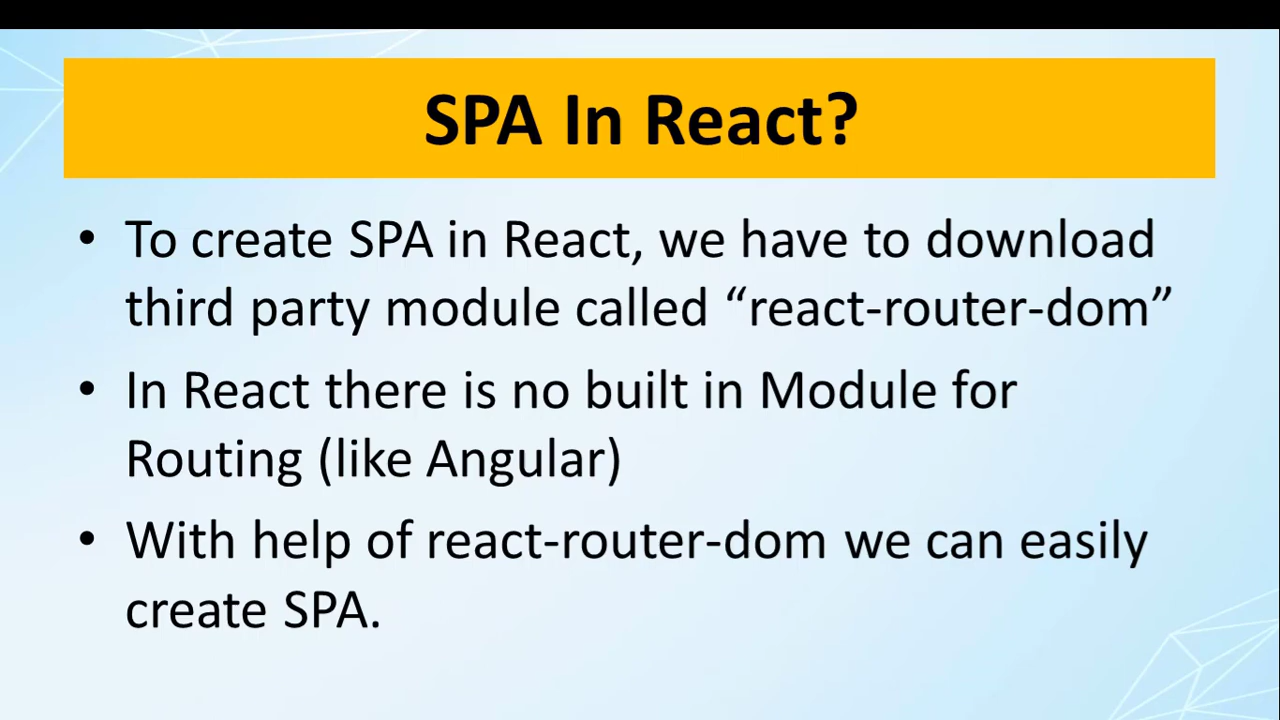 SPA In React?
• To create SPA in React, we have to download
third party module called “react-router-dom”
• In React there is no built in Module for
Routing (like Angular)
• With help of react-router-dom we can easily
create SPA.